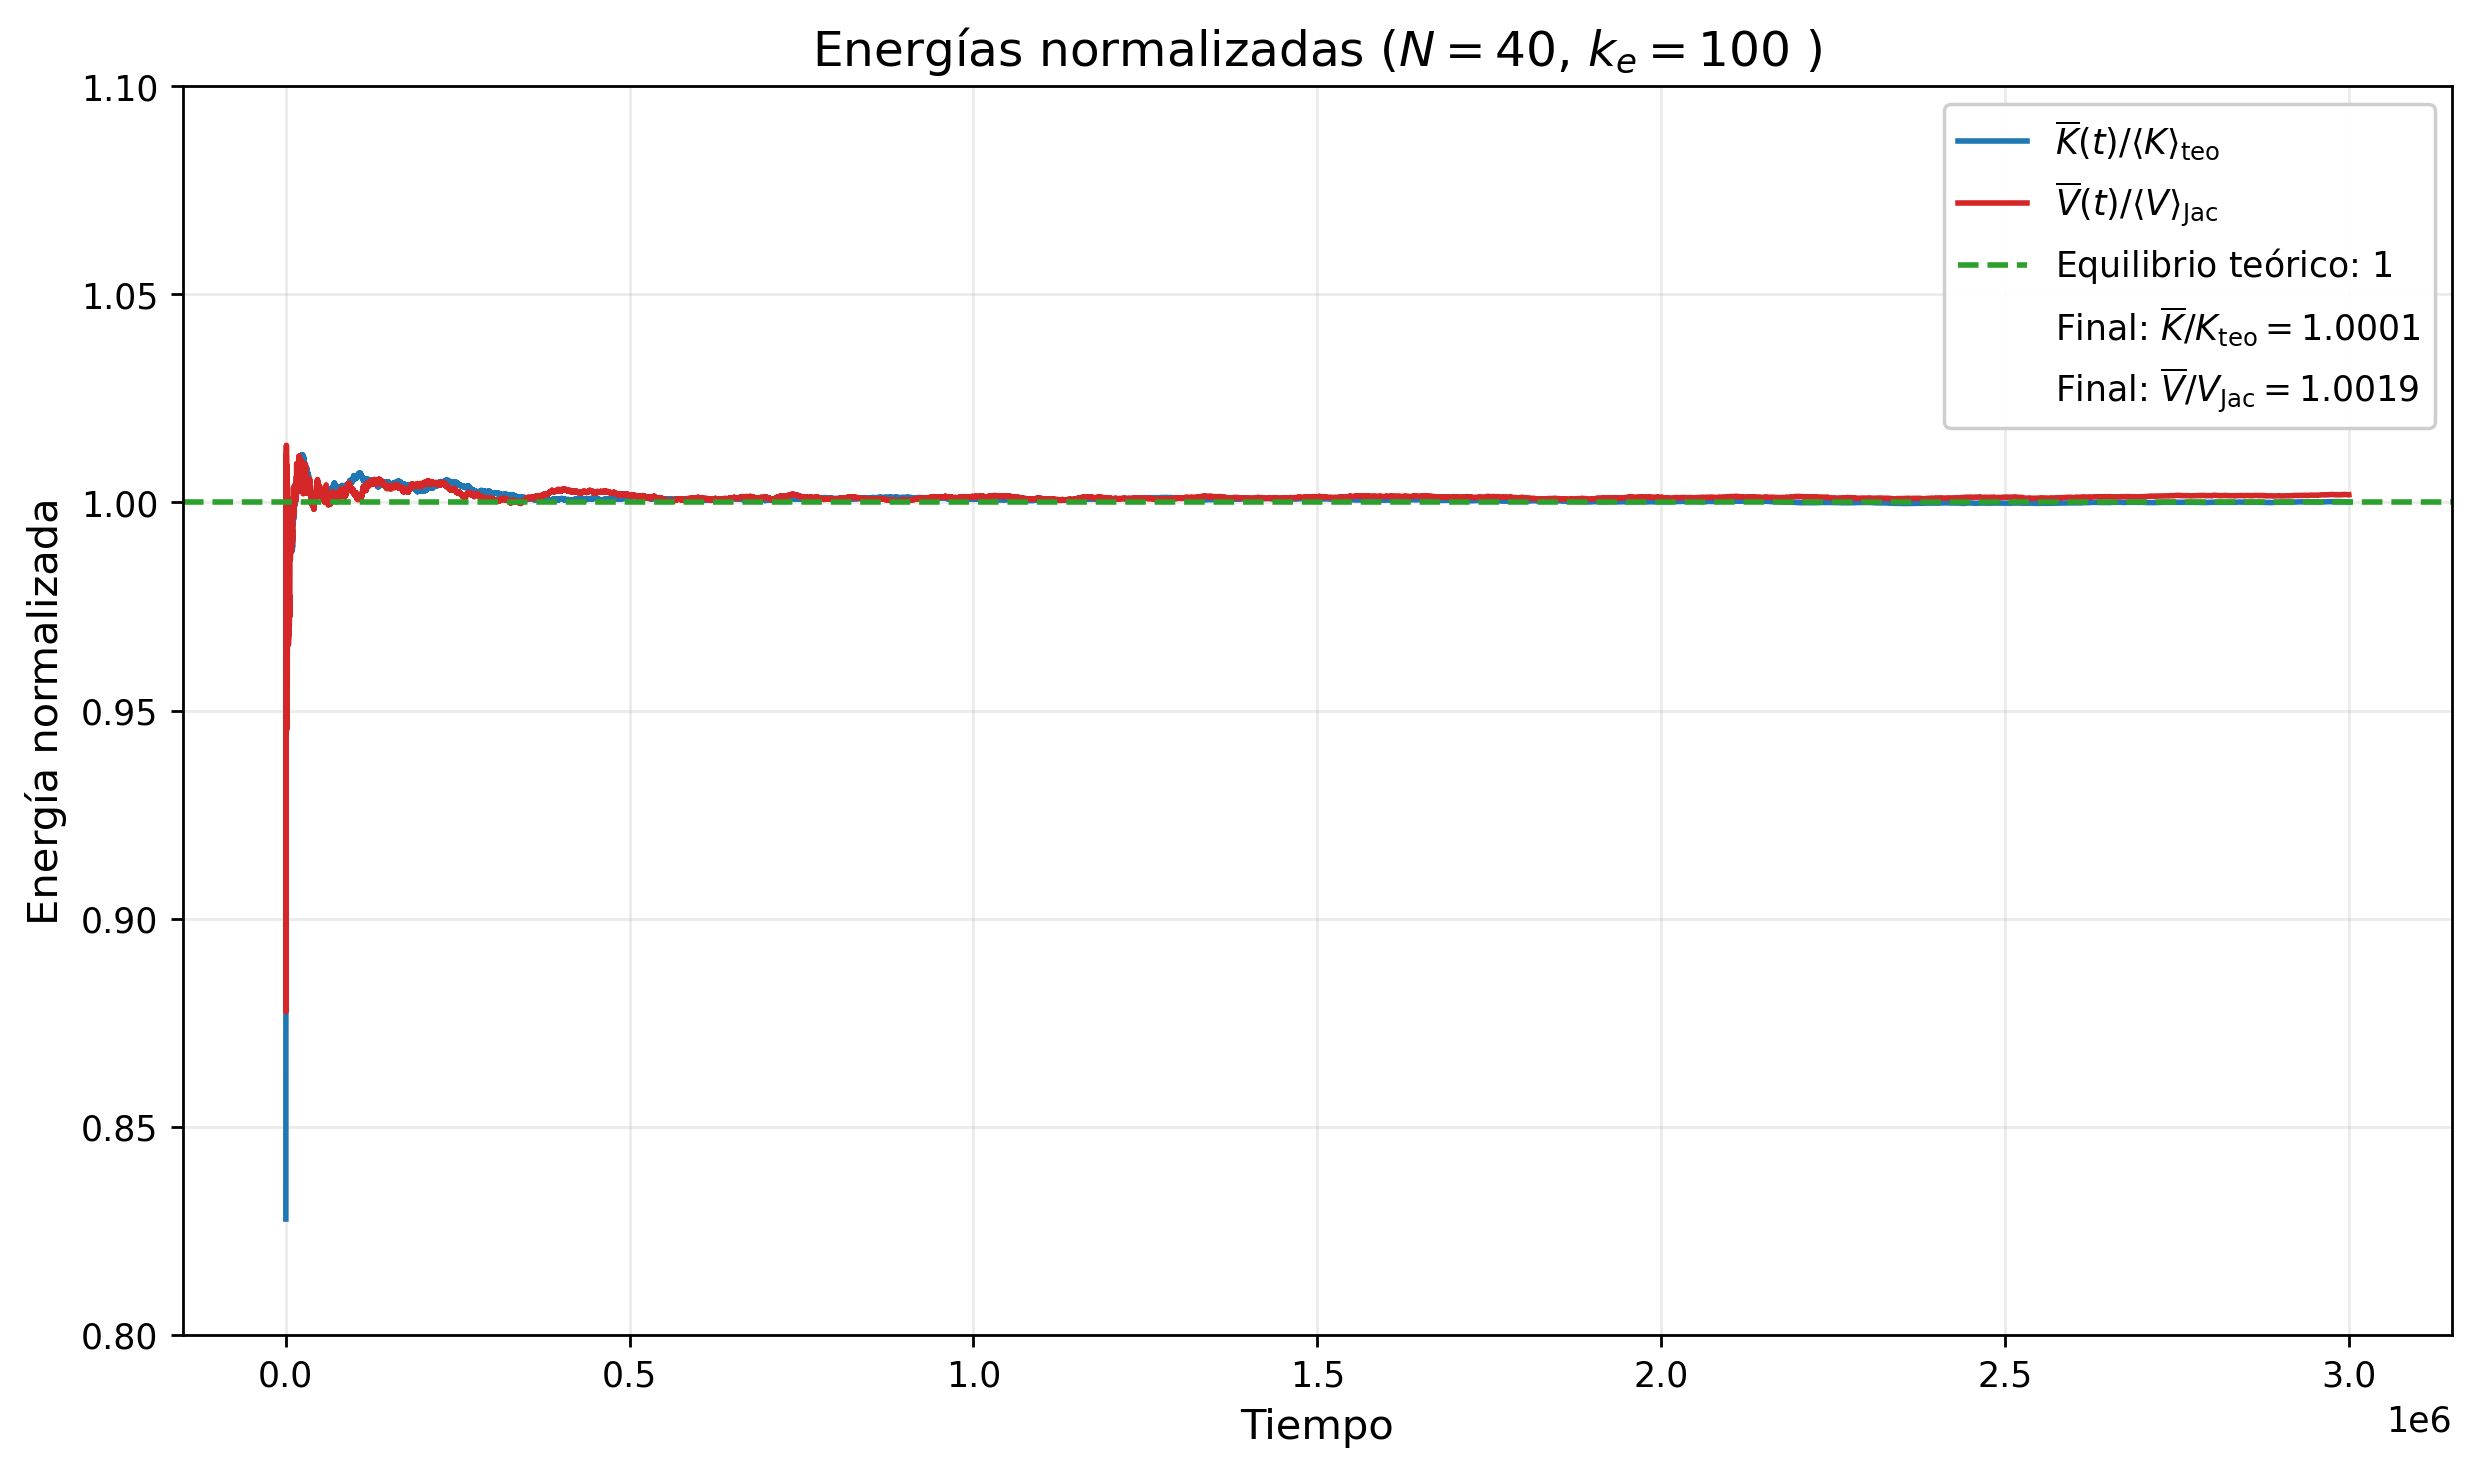 Energías normalizadas (N = 40, kₑ = 100 )
Energía normalizada
1.10
1.05
1.00
0.95
0.90
0.85
0.80
K̅(t)/⟨K⟩teo
V̅(t)/⟨V⟩Jac
Equilibrio teórico: 1
Final: K̅/Kteo = 1.0001
Final: V̅/VJac = 1.0019
0.0 0.5 1.0 1.5 2.0 2.5 3.0
1e6
Tiempo